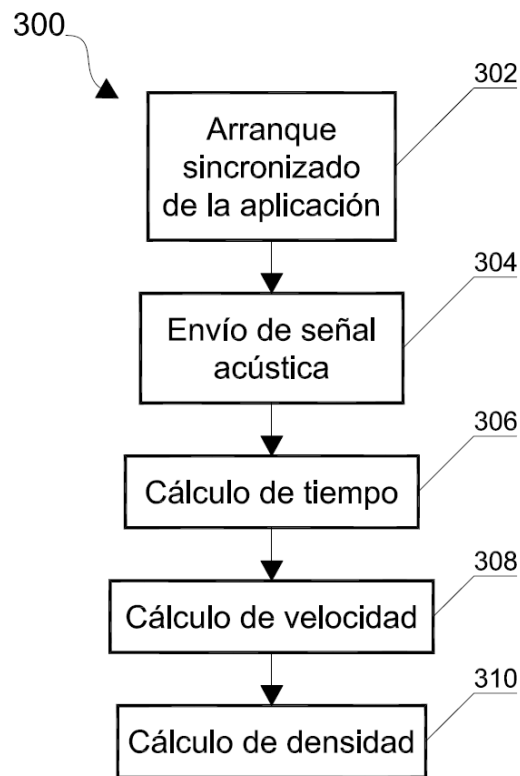 300
302
Arranque
sincronizado
de la aplicación
304
Envío de señal
acústica
306
Cálculo de tiempo
308
Cálculo de velocidad
310
Cálculo de densidad